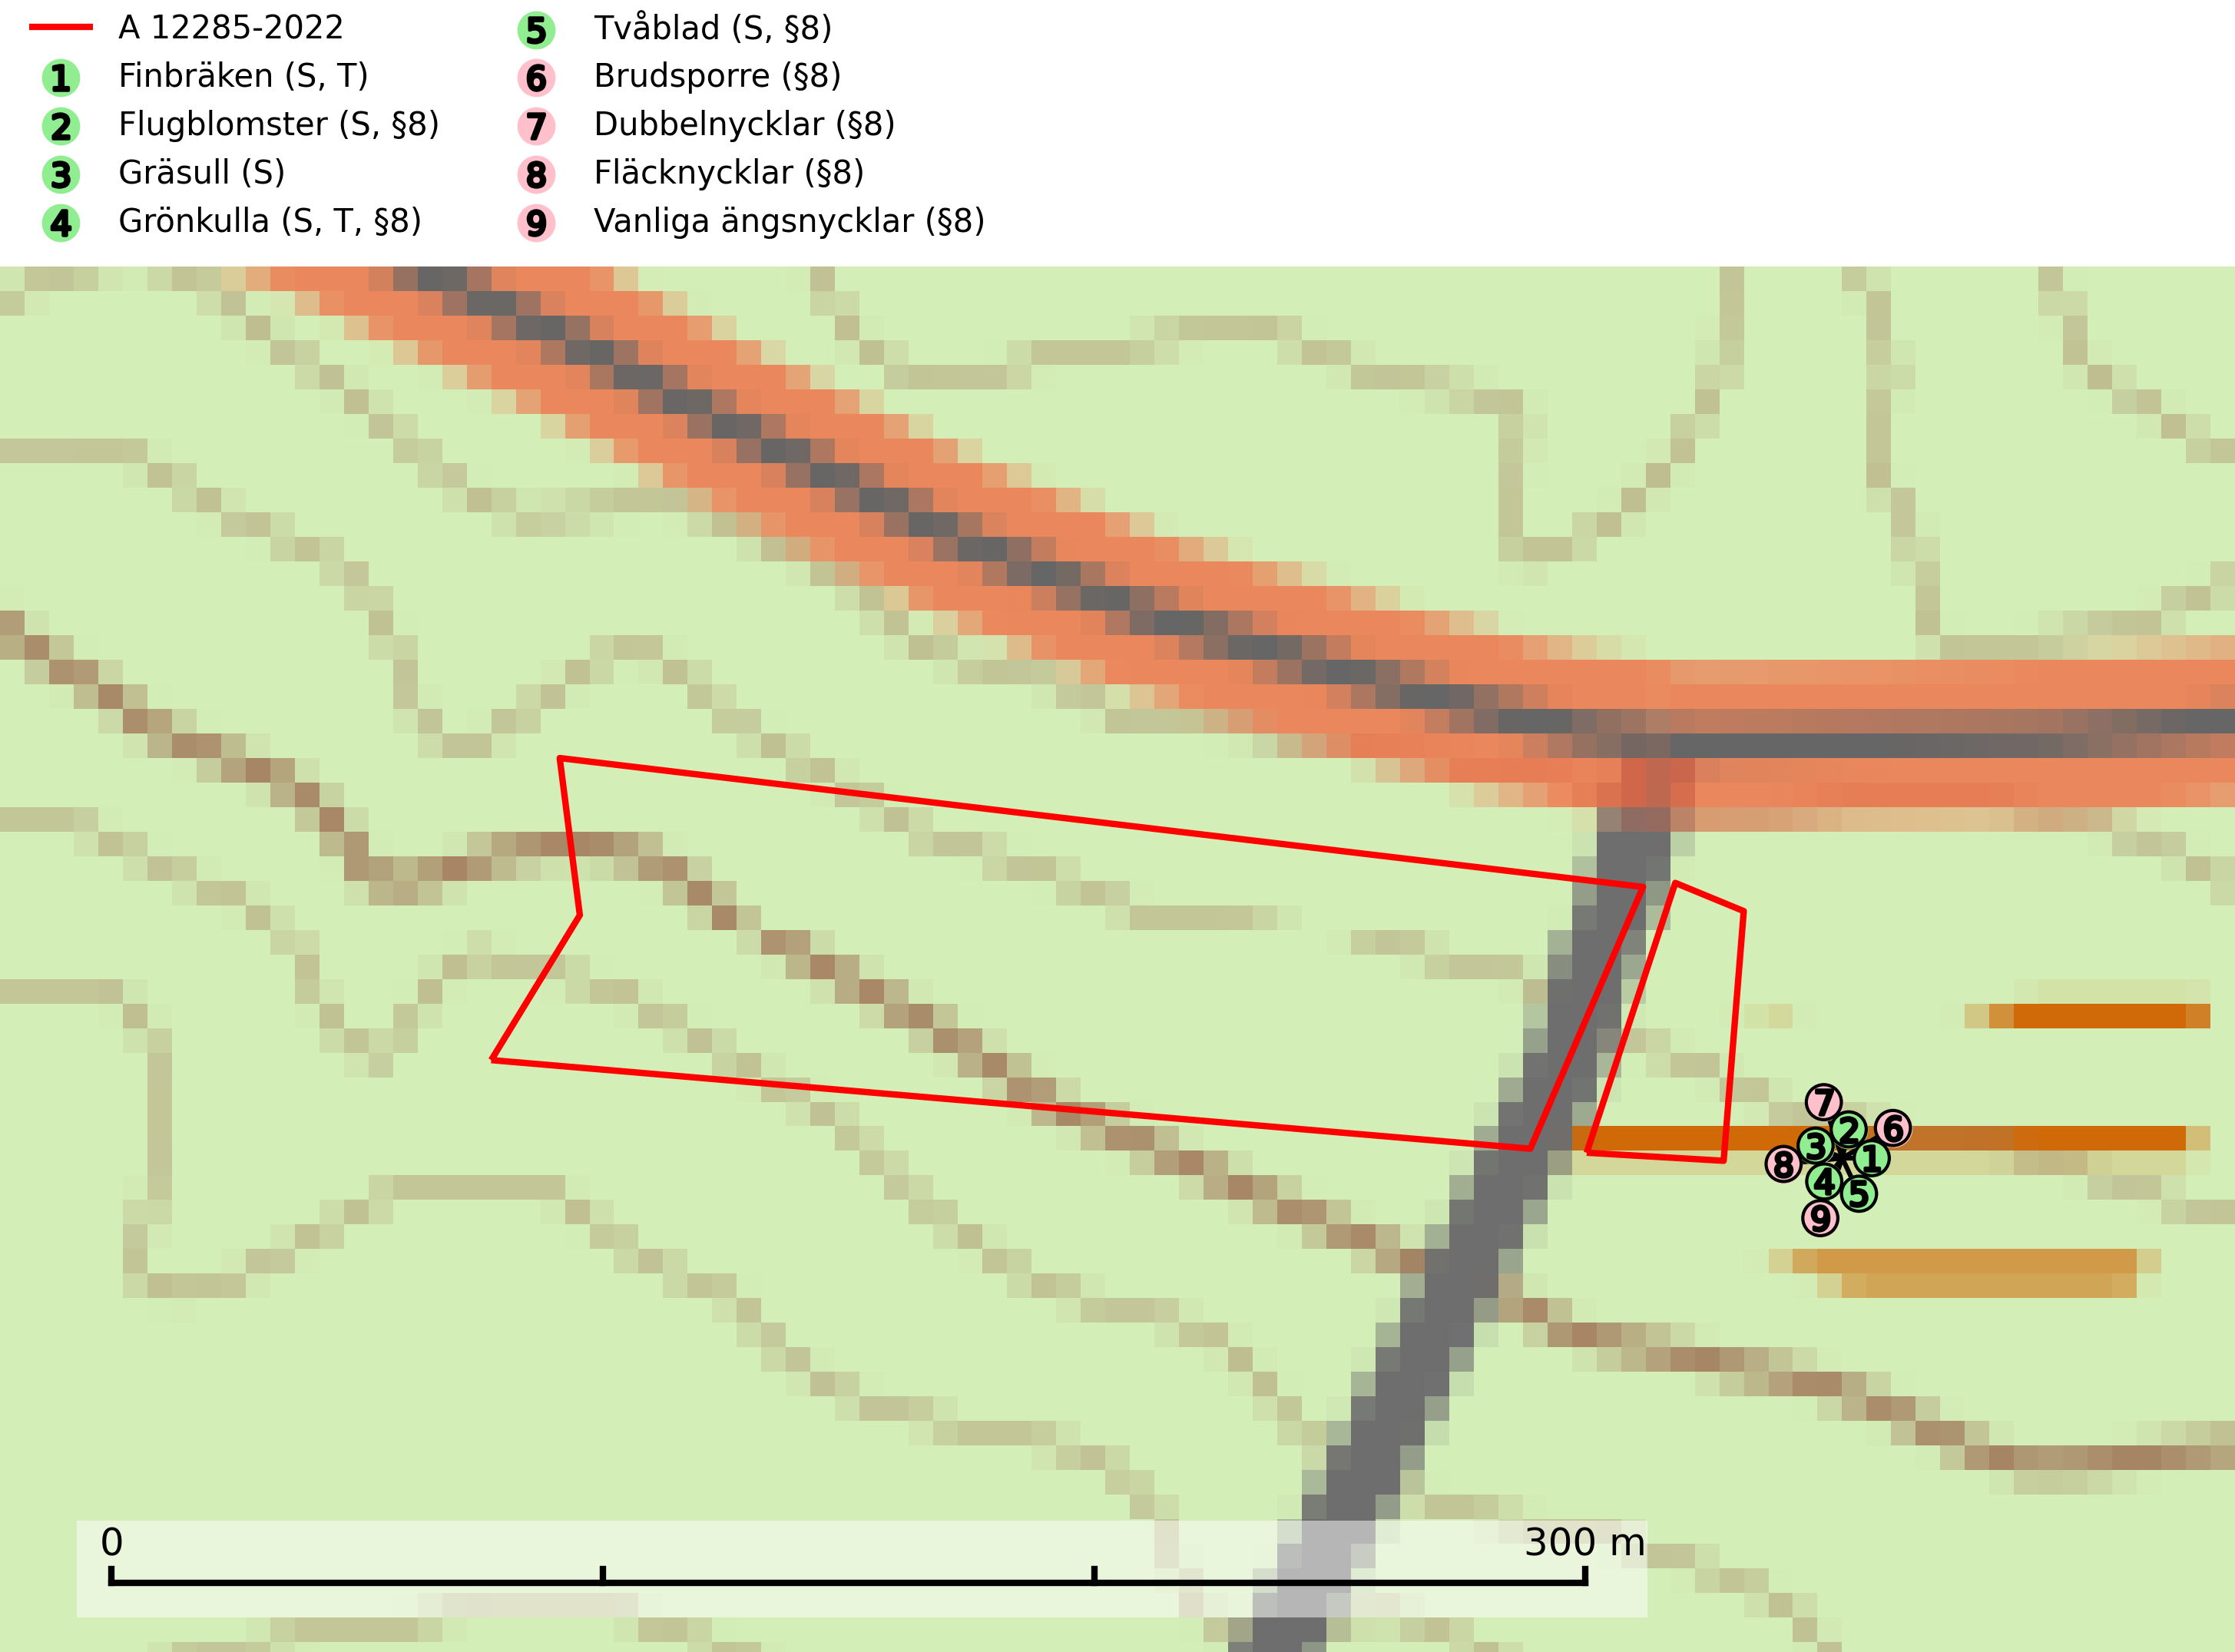 A 12285-2022
1 Finbräken (S, T)
2 Flugblomster (S, §8)
3 Gräsull (S)
4 Grönkulla (S, T, §8)
5 Tvåblad (S, §8)
6 Brudsporre (§8)
7 Dubbelnycklar (§8)
8 Fläcknycklar (§8)
9 Vanliga ängsnycklar (§8)
7
2 6
3
8 1
4
5
9
0 300 m